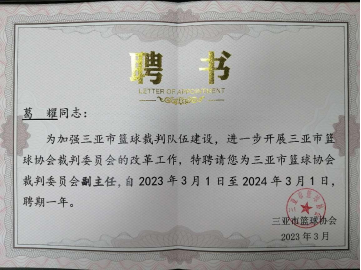 聘书
LETTER OF APPOINTMENT
葛 耀同志：
为加强三亚市篮球裁判队伍建设，进一步开展三亚市篮
球协会裁判委员会的改革工作，特聘请您为三亚市篮球协会
裁判委员会副主任，自2023年3月1日至2024年3月1日，
聘期一年。
三亚市篮球协会
2023年3月